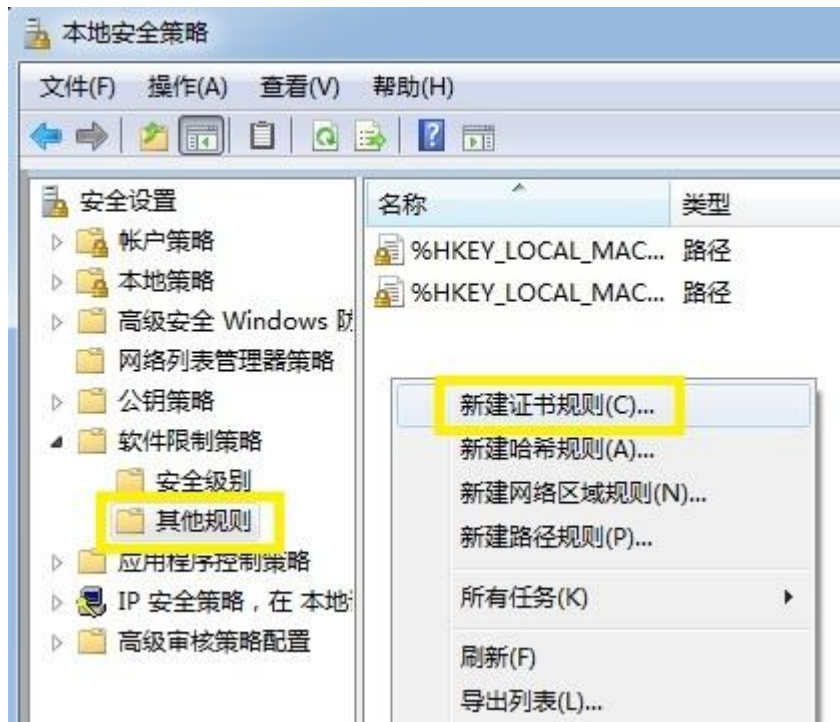 本地安全策略
文件(F) 操作(A) 查看(V) 帮助(H)
安全设置
帐户策略
本地策略
高级安全 Windows 防
网络列表管理器策略
公钥策略
软件限制策略
安全级别
其他规则
应用程序控制策略
IP 安全策略，在 本地
高级审核策略配置
名称 类型
%HKEY_LOCAL_MAC... 路径
%HKEY_LOCAL_MAC... 路径
新建证书规则(C)...
新建哈希规则(A)...
新建网络区域规则(N)...
新建路径规则(P)...
所有任务(K)
刷新(F)
导出列表(L)...